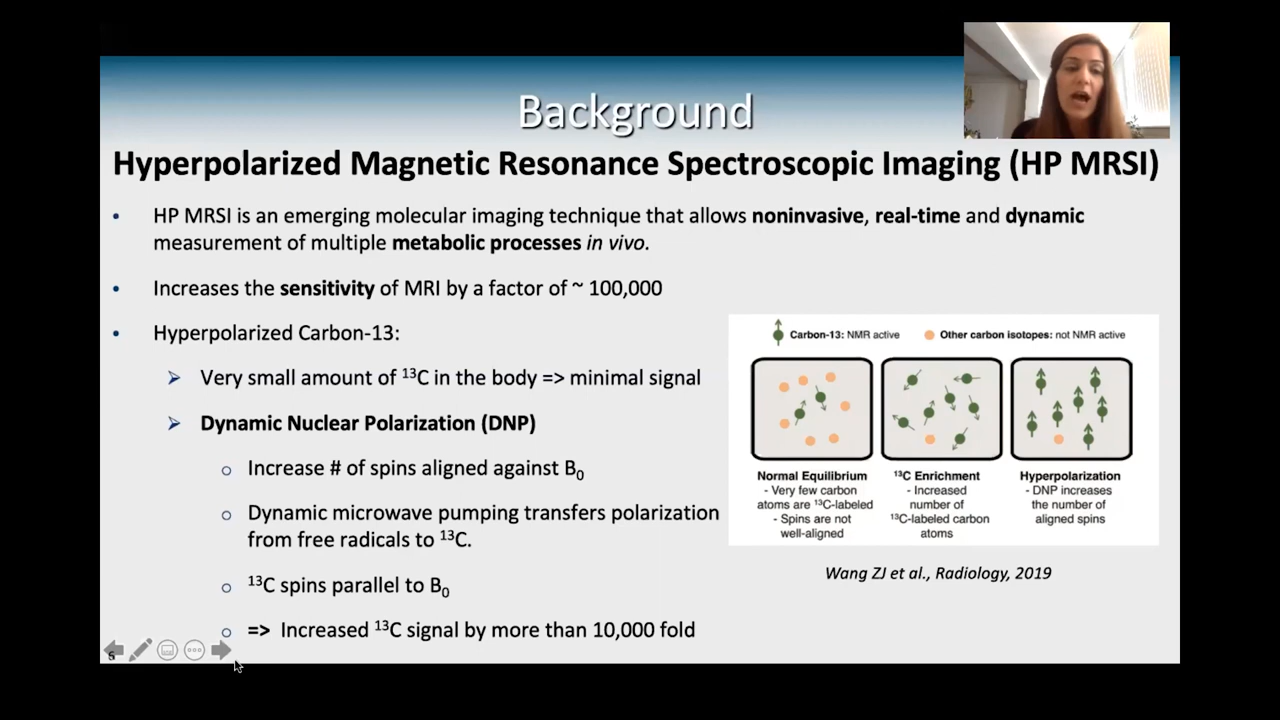 Background
Hyperpolarized Magnetic Resonance Spectroscopic Imaging (HP MRSI)
• HP MRSI is an emerging molecular imaging technique that allows noninvasive, real-time and dynamic
measurement of multiple metabolic processes in vivo.
• Increases the sensitivity of MRI by a factor of ~ 100,000
• Hyperpolarized Carbon-13:
➢ Very small amount of ¹³C in the body => minimal signal
➢ Dynamic Nuclear Polarization (DNP)
o Increase # of spins aligned against B₀
o Dynamic microwave pumping transfers polarization
from free radicals to ¹³C.
o ¹³C spins parallel to B₀
o => Increased ¹³C signal by more than 10,000 fold
Carbon-13: NMR active
Other carbon isotopes: not NMR active
Normal Equilibrium
- Very few carbon
atoms are ¹³C-labeled
- Spins are not
well-aligned
¹³C Enrichment
- Increased
number of
¹³C-labeled carbon
atoms
Hyperpolarization
- DNP increases
the number of
aligned spins
Wang ZJ et al., Radiology, 2019